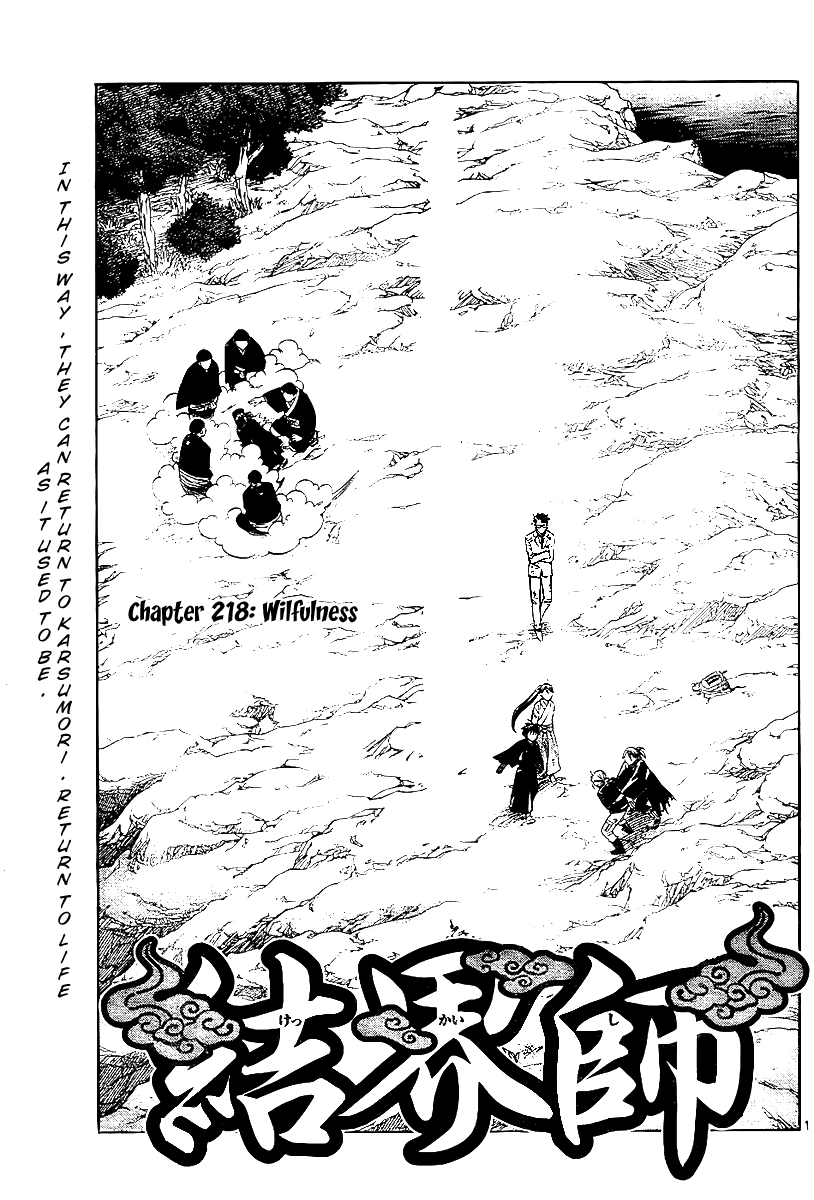 IN THIS WAY, THEY CAN RETURN TO KARSUMORI. RETURN TO LIFE
AS IT USED TO BE.
Chapter 218: Wilfulness
けっ かい し
結界師
1